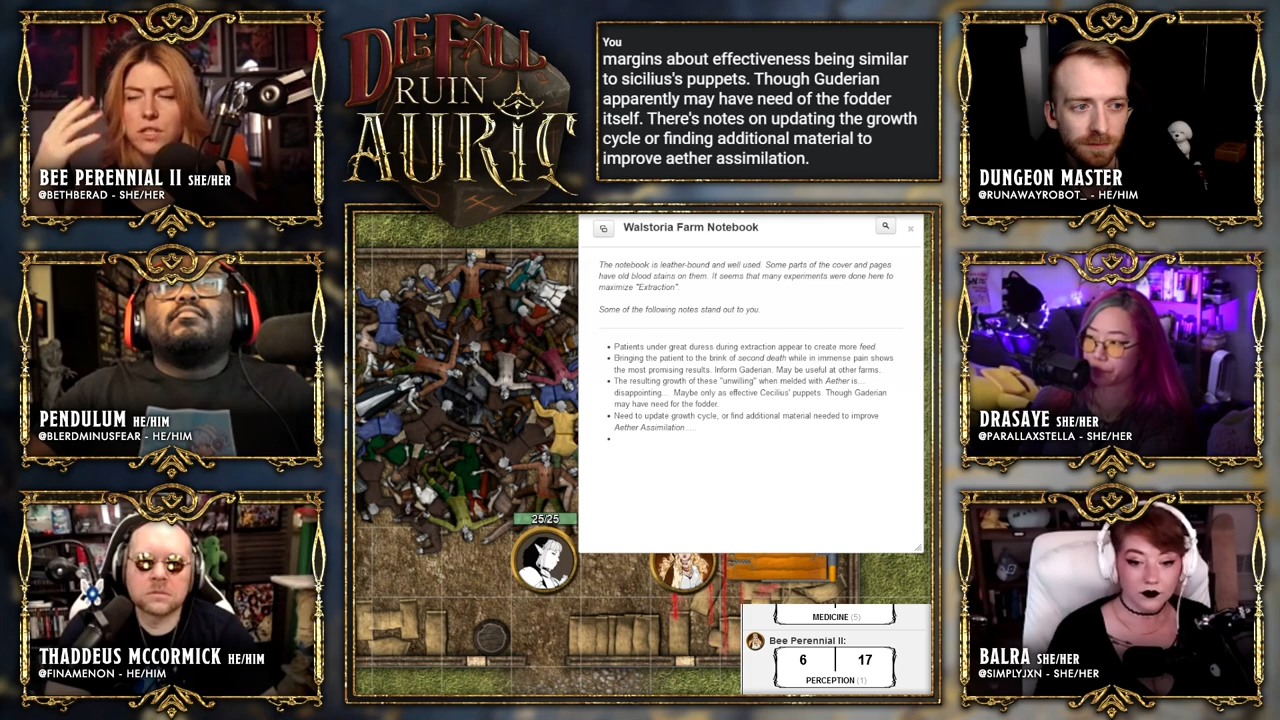 BEE PERENNIAL II SHE/HER
@BETHBERAD - SHE/HER
DIEFALL
RUIN
AURIC
You
margins about effectiveness being similar
to sicilius's puppets. Though Guderian
apparently may have need of the fodder
itself. There's notes on updating the growth
cycle or finding additional material to
improve aether assimilation.
DUNGEON MASTER
@RUNAWAYROBOT_ - HE/HIM
PENDULUM HE/HIM
@BLERDMINUSFEAR - HE/HIM
Walstoria Farm Notebook
The notebook is leather-bound and well used. Some parts of the cover and pages
have old blood stains on them. It seems that many experiments were done here to
maximize "Extraction".
Some of the following notes stand out to you.
• Patients under great duress during extraction appear to create more feed.
• Bringing the patient to the brink of second death while in immense pain shows
the most promising results. Inform Gaderian. May be useful at other farms.
• The resulting growth of these "unwilling" when melded with Aether is...
disappointing... Maybe only as effective Cecilius' puppets. Though Gaderian
may have need for the fodder.
• Need to update growth cycle, or find additional material needed to improve
Aether Assimilation.....
•
25/25
DRASAYE SHE/HER
@PARALLAXSTELLA - SHE/HER
THADDEUS MCCORMICK HE/HIM
@FINAMENON - HE/HIM
MEDICINE (5)
Bee Perennial II:
6 17
PERCEPTION (1)
BALRA SHE/HER
@SIMPLYJXN - SHE/HER